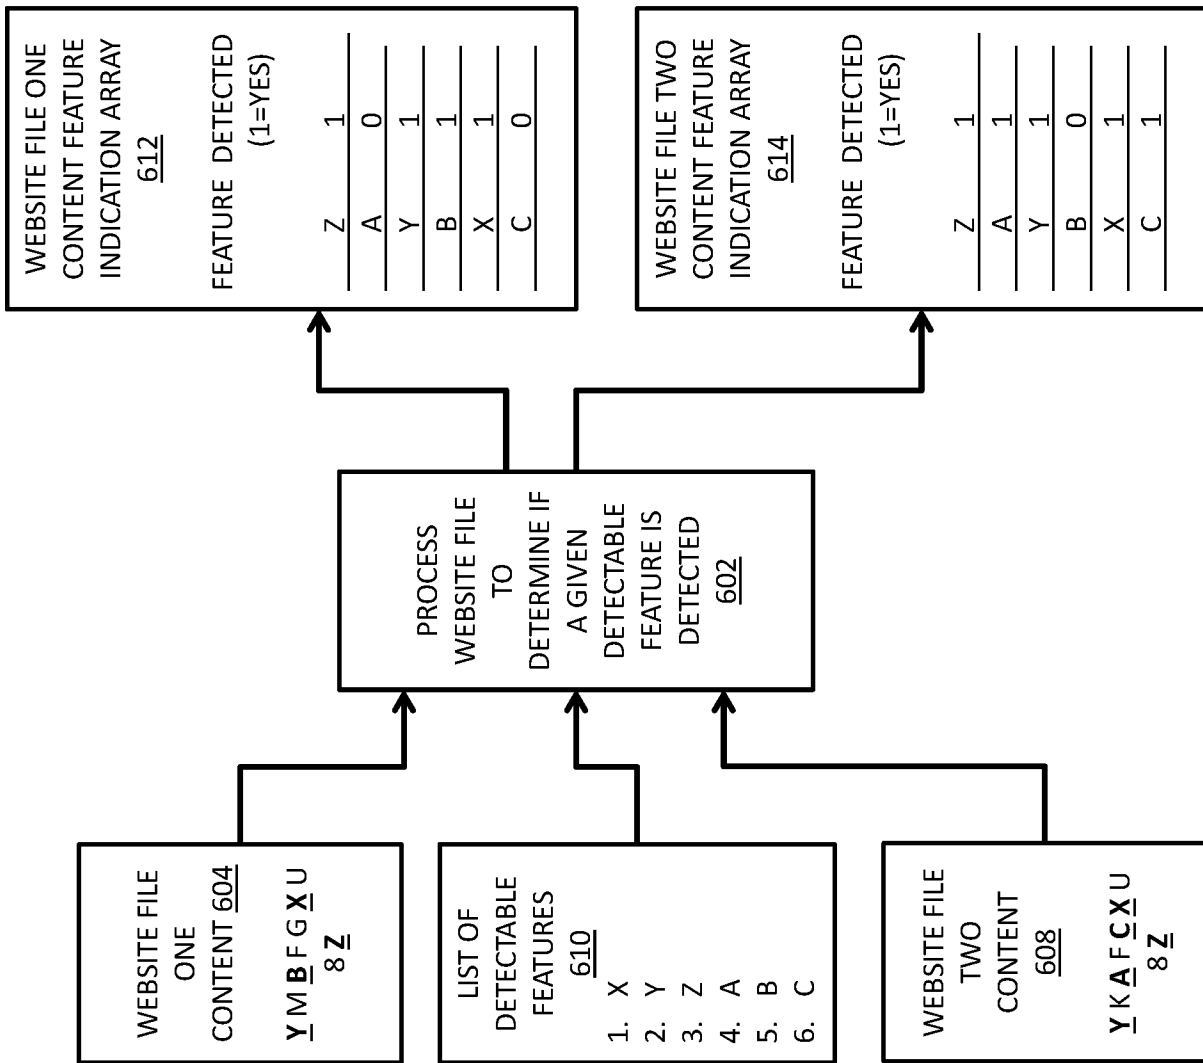 WEBSITE FILE
ONE
CONTENT 604
Y M B F G X U
8 Z
LIST OF
DETECTABLE
FEATURES
610
1. X
2. Y
3. Z
4. A
5. B
6. C
WEBSITE FILE
TWO
CONTENT
608
Y K A F C X U
8 Z
PROCESS
WEBSITE FILE
TO
DETERMINE IF
A GIVEN
DETECTABLE
FEATURE IS
DETECTED
602
WEBSITE FILE ONE
CONTENT FEATURE
INDICATION ARRAY
612
FEATURE DETECTED
(1=YES)
Z 1
A 0
Y 1
B 1
X 1
C 0
WEBSITE FILE TWO
CONTENT FEATURE
INDICATION ARRAY
614
FEATURE DETECTED
(1=YES)
Z 1
A 1
Y 1
B 0
X 1
C 1